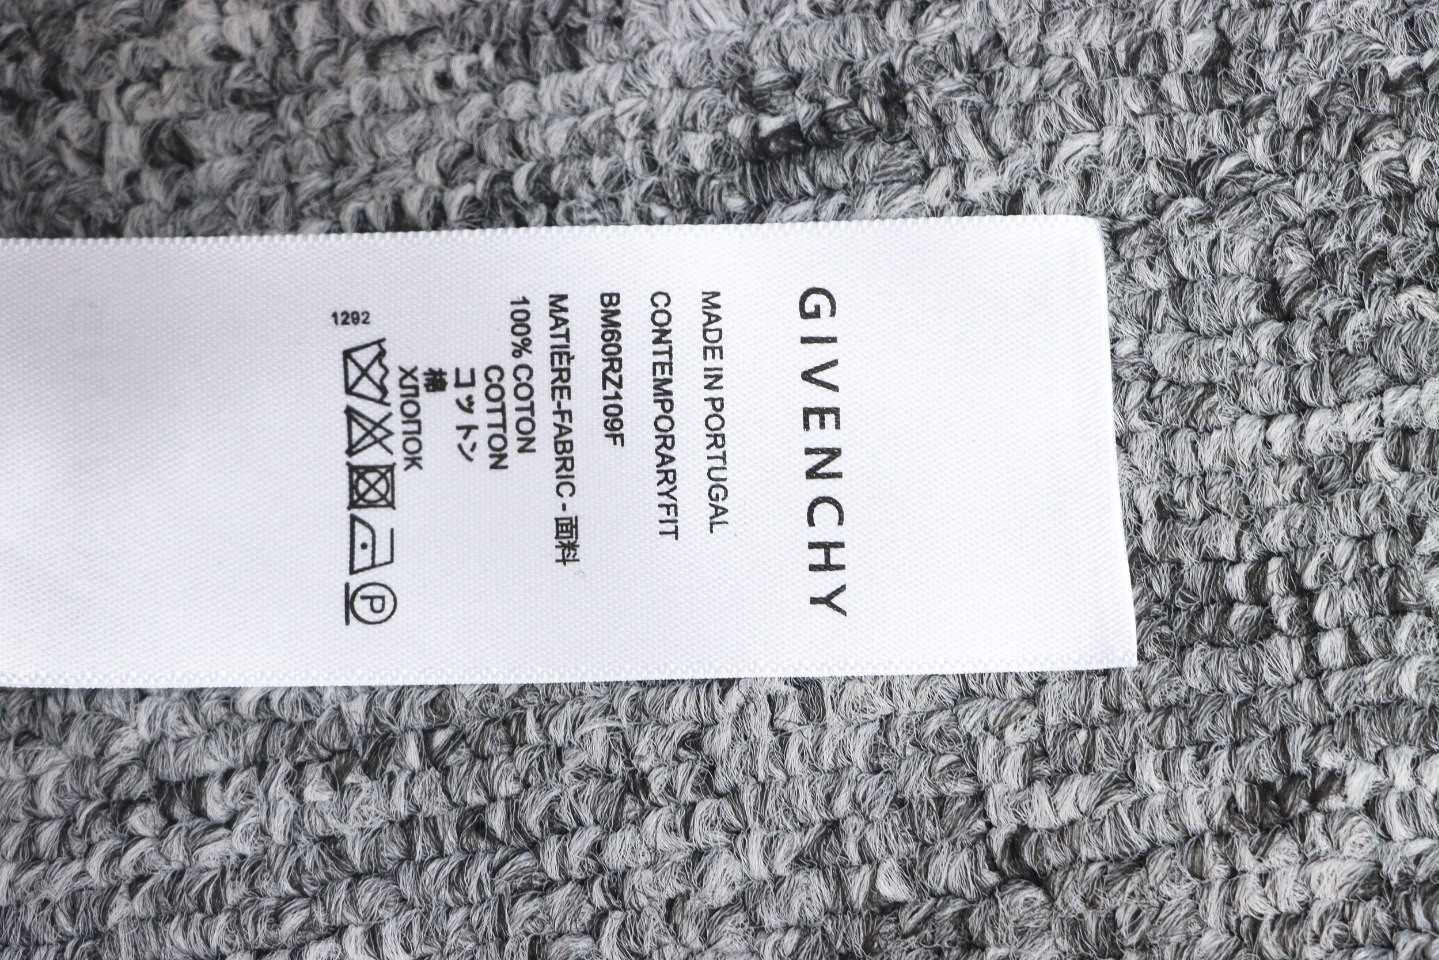 GIVENCHY
MADE IN PORTUGAL
CONTEMPORARYFIT
BM60RZ109F
MATIÈRE-FABRIC - 面料
100% COTON
COTTON
コットン
棉
ХЛОПОК
1292
P